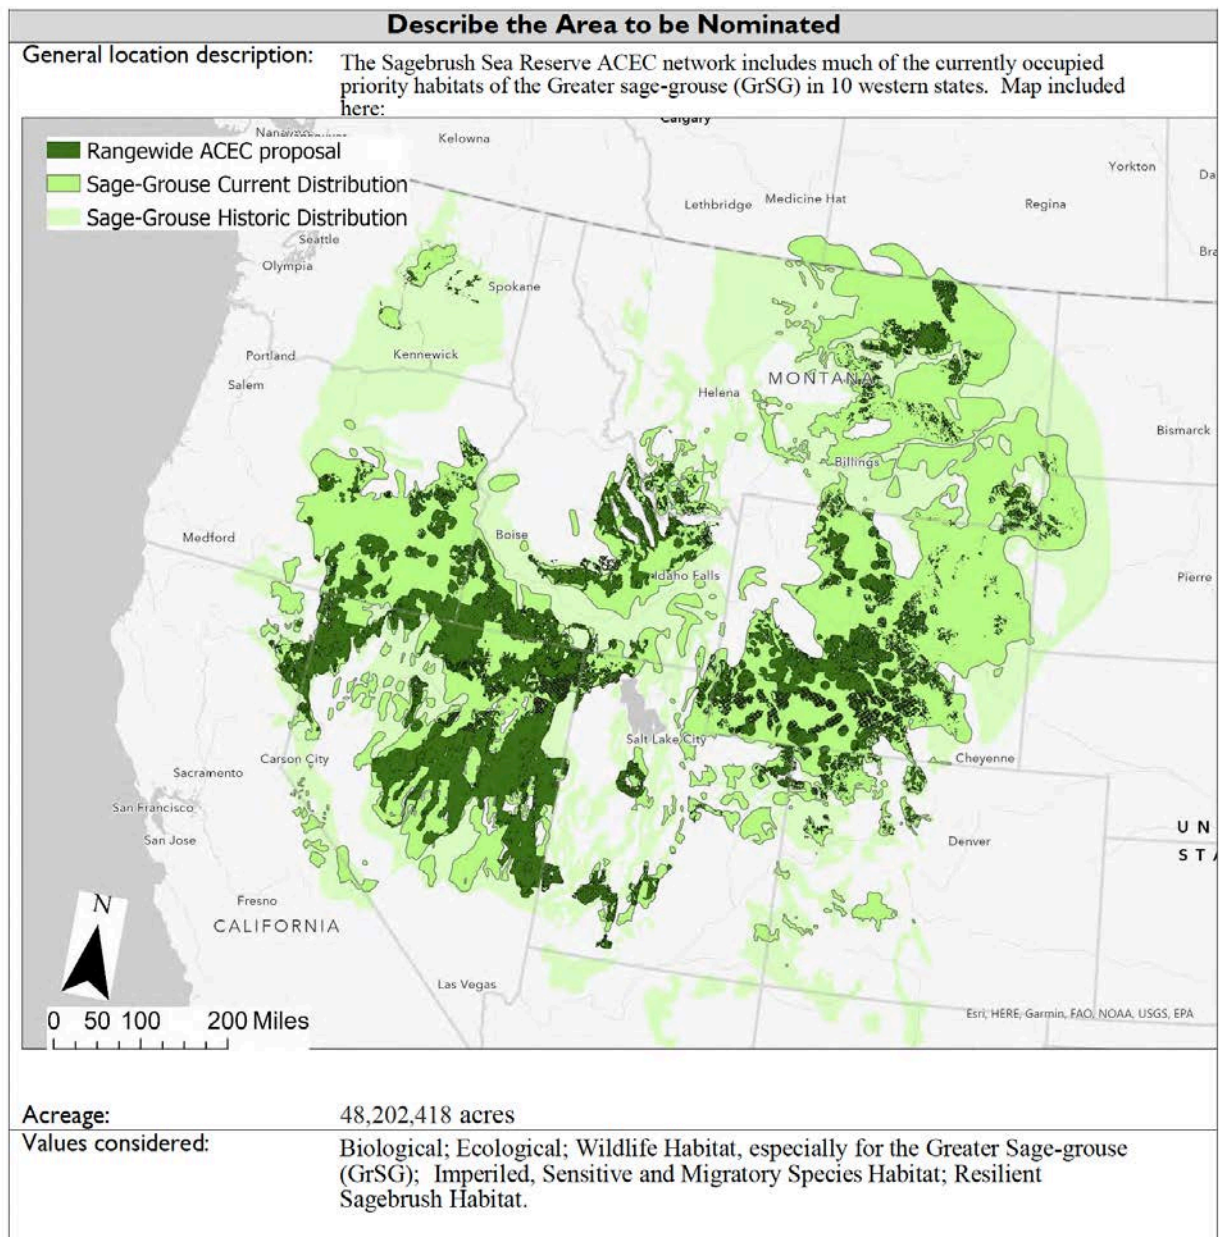 Describe the Area to be Nominated
General location description:
The Sagebrush Sea Reserve ACEC network includes much of the currently occupied
priority habitats of the Greater sage-grouse (GrSG) in 10 western states.  Map included
here:
Calgary
Kelowna
Rangewide ACEC proposal
Sage-Grouse Current Distribution
Sage-Grouse Historic Distribution
Yorkton
Da
Lethbridge
Medicine Hat
Regina
Seattle
Bra
Olympia
Spokane
Portland
Kennewick
Salem
Helena
MONTANA
Bismarck
Billings
Medford
Boise
Idaho Falls
Pierre
Salt Lake City
Carson City
Cheyenne
Sacramento
San Francisco
San Jose
Denver
UN
ST
N
Fresno
CALIFORNIA
Las Vegas
Esri, HERE, Garmin, FAO, NOAA, USGS, EPA
0 50 100 200 Miles
Acreage:
48,202,418 acres
Values considered:
Biological; Ecological; Wildlife Habitat, especially for the Greater Sage-grouse
(GrSG);  Imperiled, Sensitive and Migratory Species Habitat; Resilient
Sagebrush Habitat.